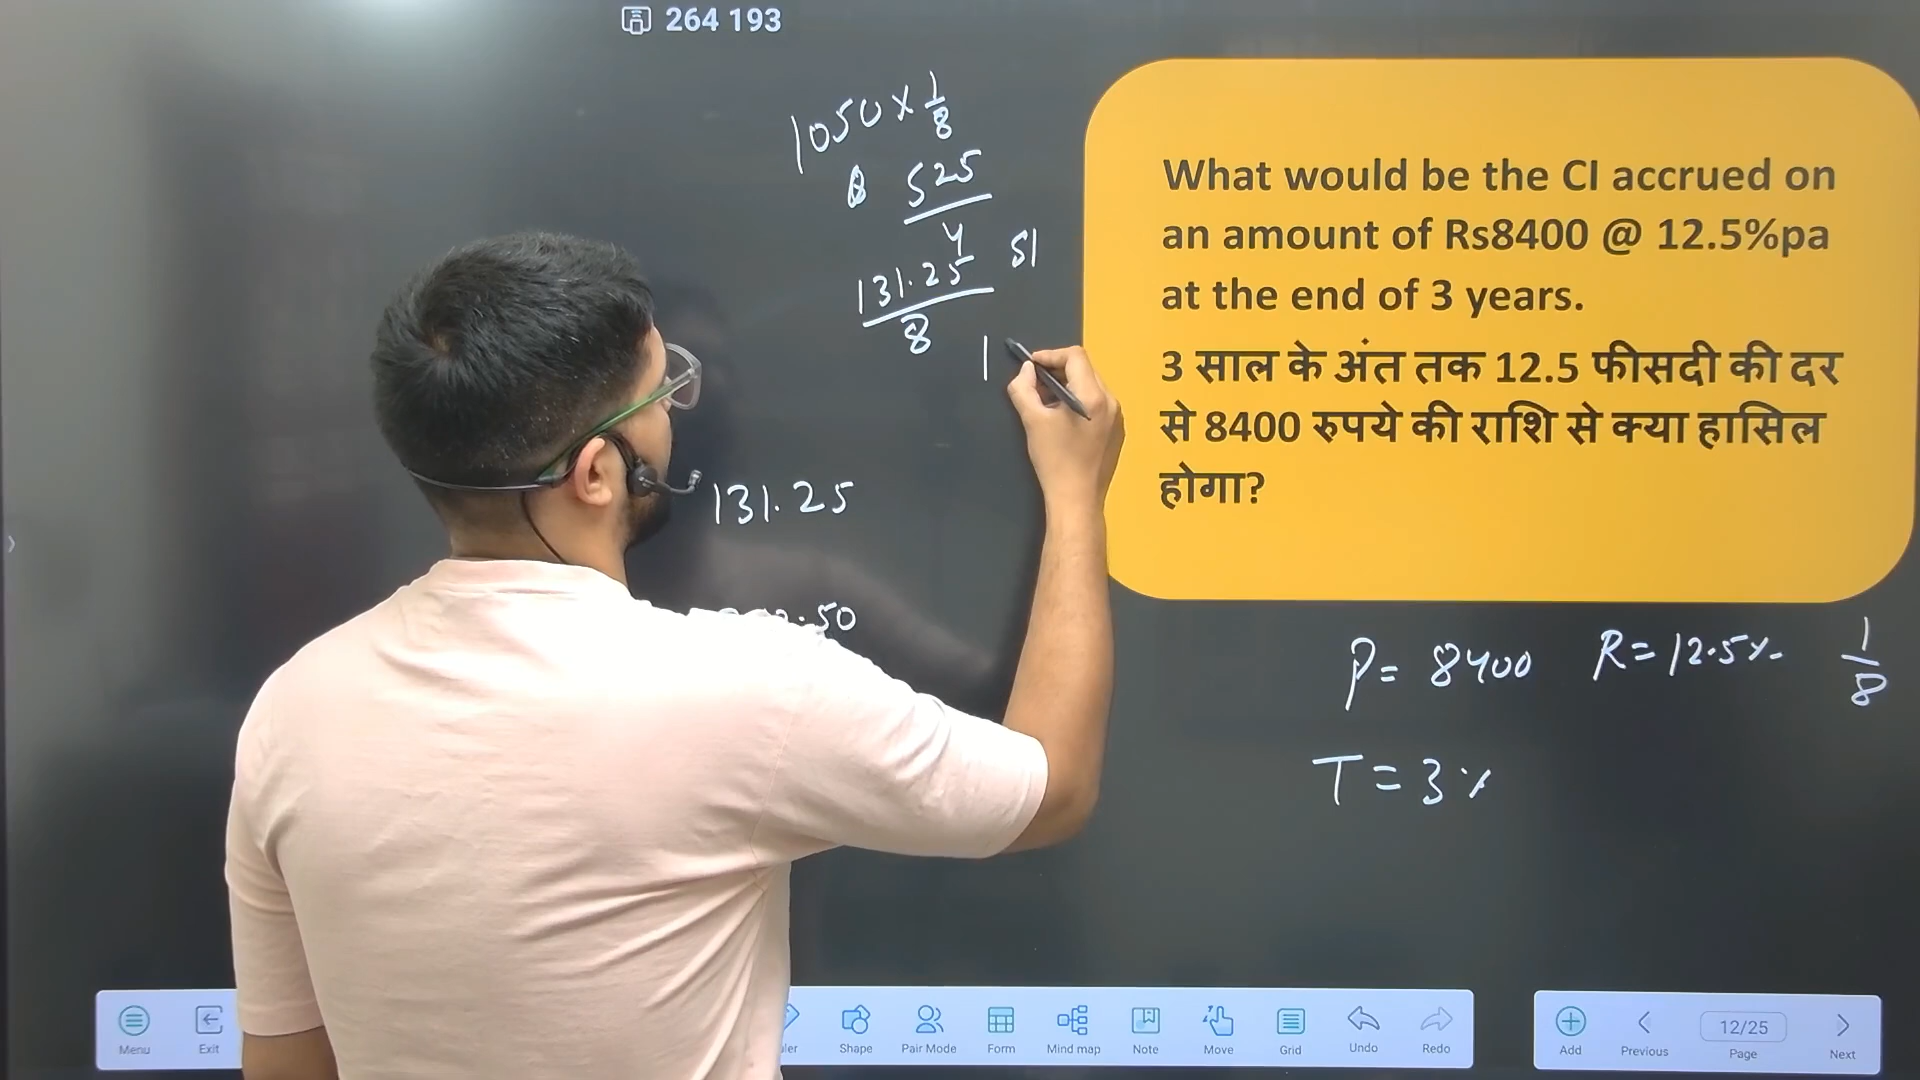 264 193
1050 × 1/8
525
4
131.25 SI
8
1
131.25
.50
What would be the CI accrued on
an amount of Rs8400 @ 12.5%pa
at the end of 3 years.
3 साल के अंत तक 12.5 फीसदी की दर
से 8400 रुपये की राशि से क्या हासिल
होगा?
P = 8400 R = 12.5% 1/8
T = 3
Menu Exit Shape Pair Mode Form Mind map Note Move Grid Undo Redo
Add Previous 12/25 Page Next